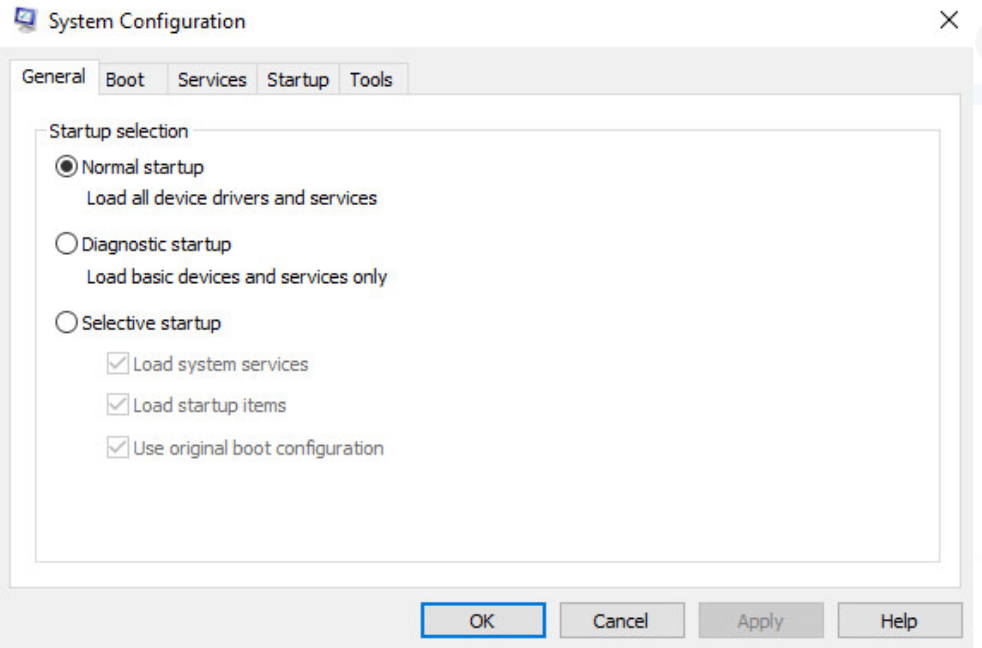 System Configuration
General Boot Services Startup Tools
Startup selection
Normal startup
Load all device drivers and services
Diagnostic startup
Load basic devices and services only
Selective startup
Load system services
Load startup items
Use original boot configuration
OK Cancel Apply Help